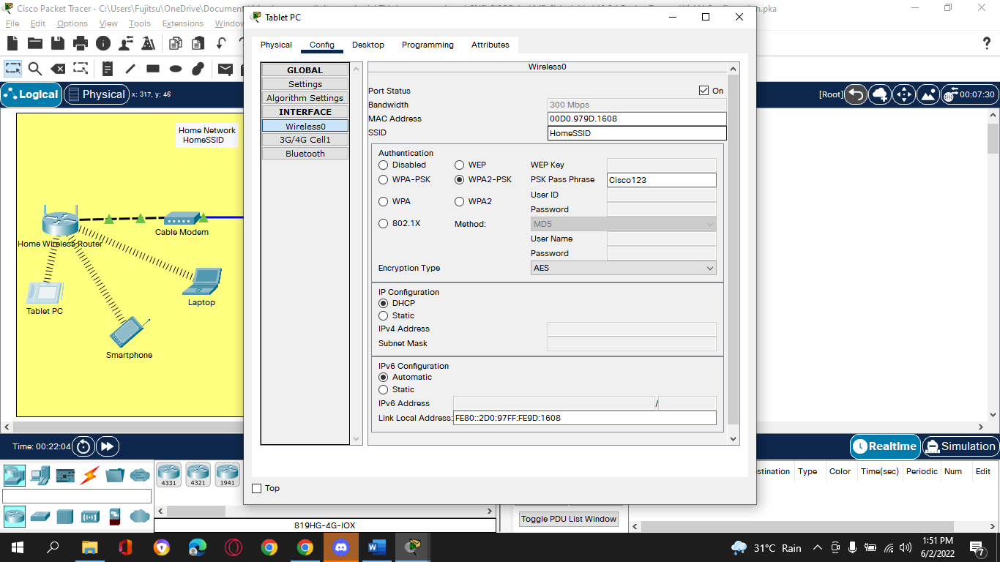 Cisco Packet Tracer - C:\Users\Fujitsu\OneDrive\Document
.pka
Tablet PC
File Edit Options View Tools Extensions Window
Physical Config Desktop Programming Attributes
?
Logical
Physical
x: 317, y: 46
[Root]
00:07:30
GLOBAL
Settings
Algorithm Settings
INTERFACE
Wireless0
3G/4G Cell1
Bluetooth
Wireless0
Port Status
On
Bandwidth
300 Mbps
MAC Address
00D0.979D.1608
SSID
HomeSSID
Authentication
Disabled WEP WEP Key
WPA-PSK WPA2-PSK PSK Pass Phrase Cisco123
User ID
WPA WPA2
Password
802.1X Method: MD5
User Name
Password
Encryption Type AES
IP Configuration
DHCP
Static
IPv4 Address
Subnet Mask
IPv6 Configuration
Automatic
Static
IPv6 Address /
Link Local Address: FE80::2D0:97FF:FE9D:1608
Top
Home Network
HomeSSID
Cable Modem
Home Wireless Router
Laptop
Tablet PC
Smartphone
Time: 00:22:04
Realtime
Simulation
4331 4321 1941
stination Type Color Time(sec) Periodic Num Edit
819HG-4G-IOX
Toggle PDU List Window
31°C Rain
1:51 PM
6/2/2022
7